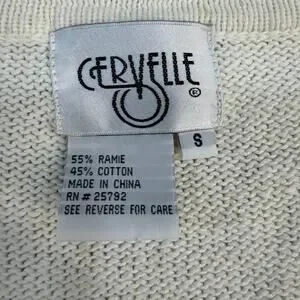 CERVELLE
®
S
55% RAMIE
45% COTTON
MADE IN CHINA
RN # 25792
SEE REVERSE FOR CARE